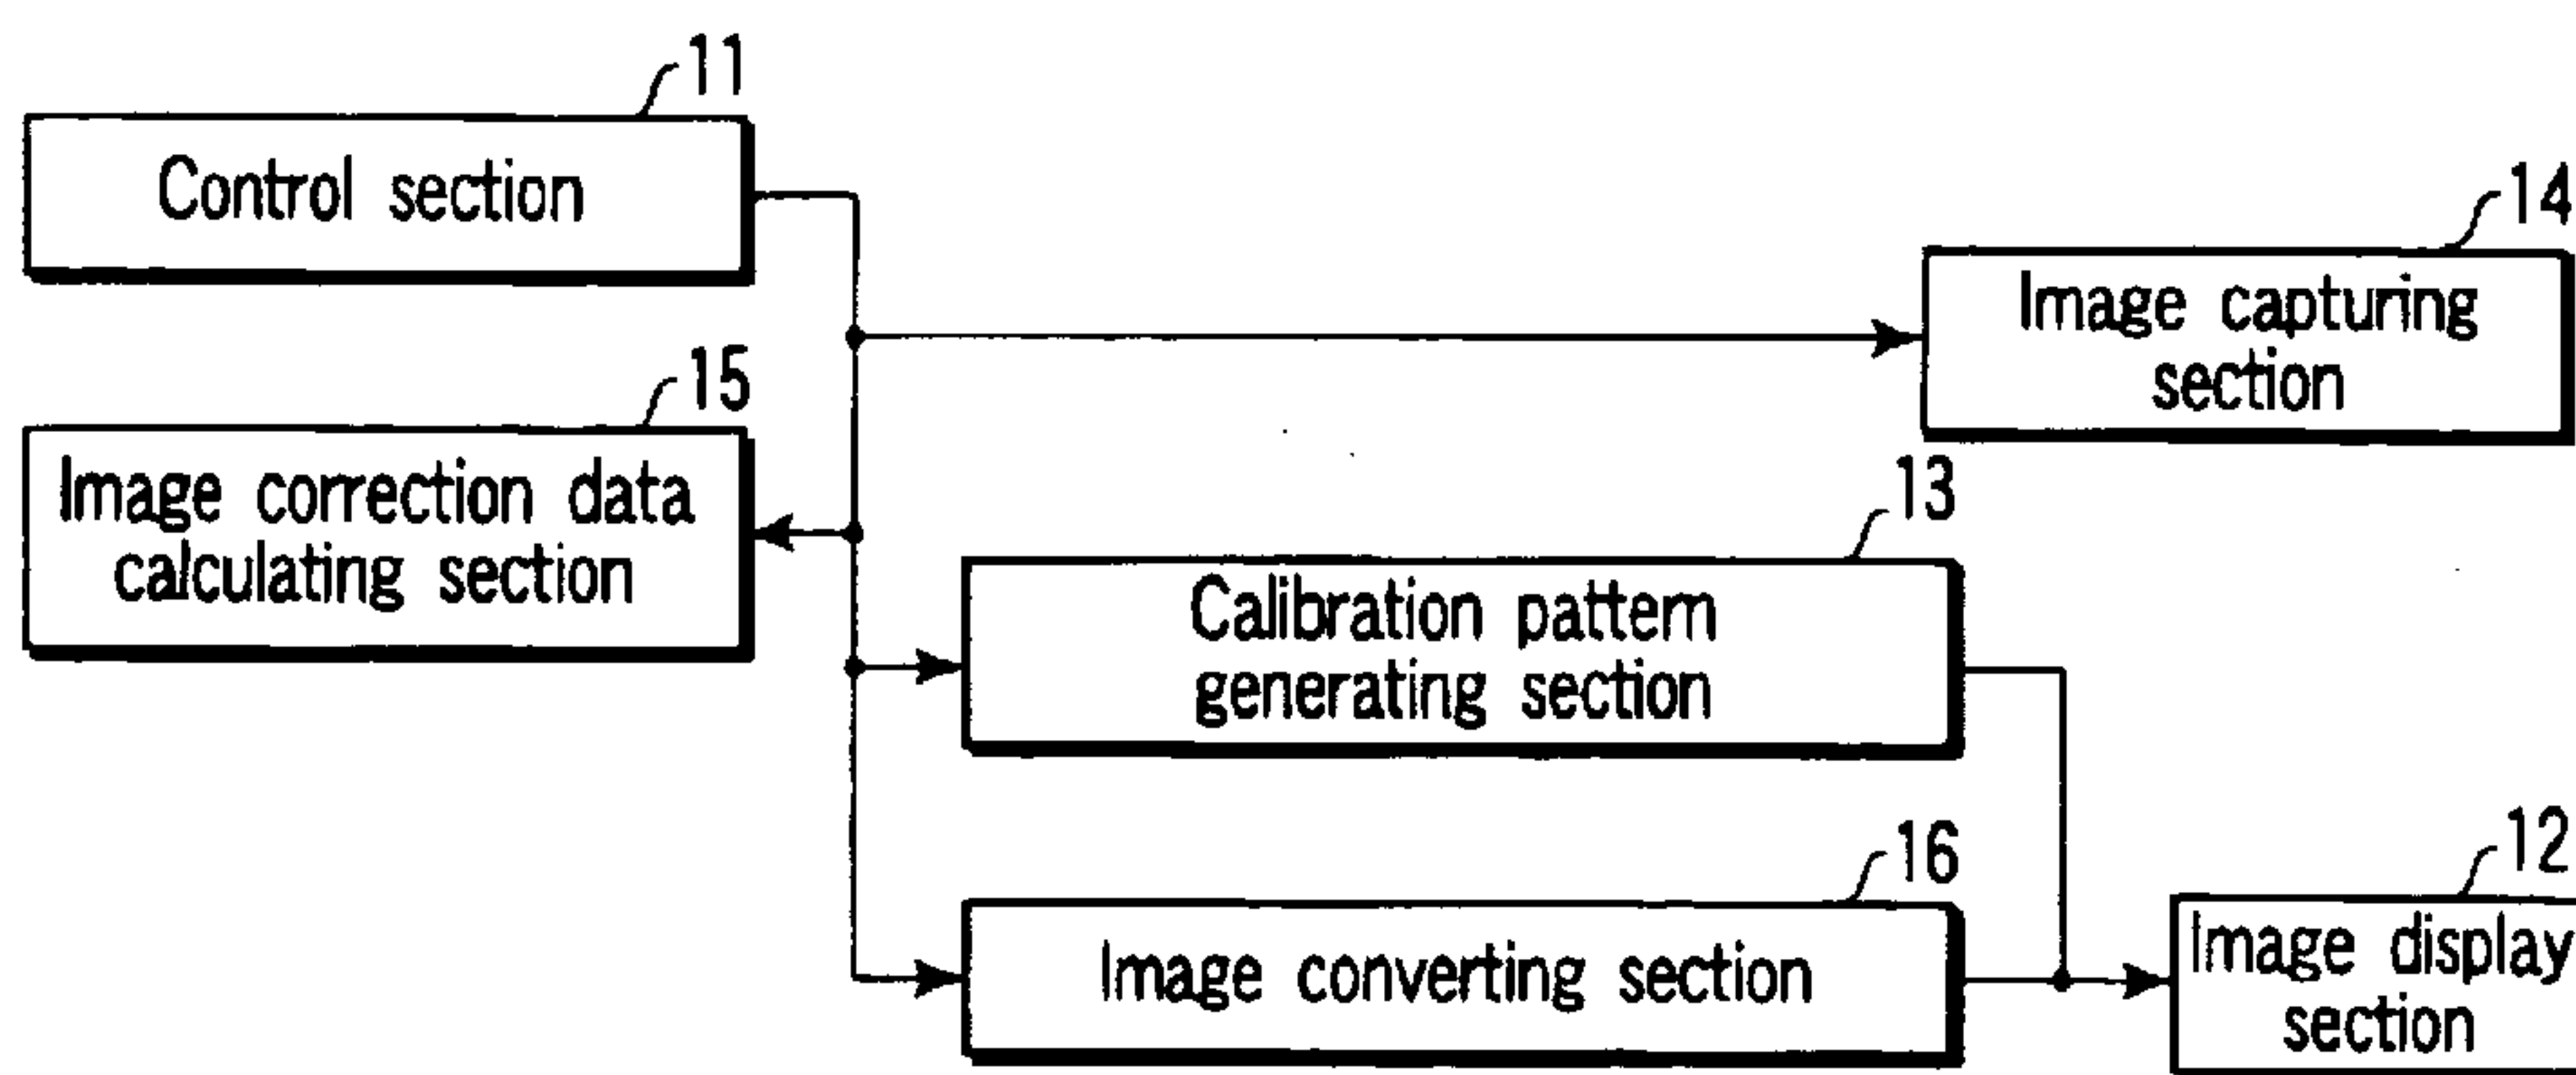 11
Control section
14
Image capturing
section
15
Image correction data
calculating section
13
Calibration pattern
generating section
16
Image converting section
12
Image display
section